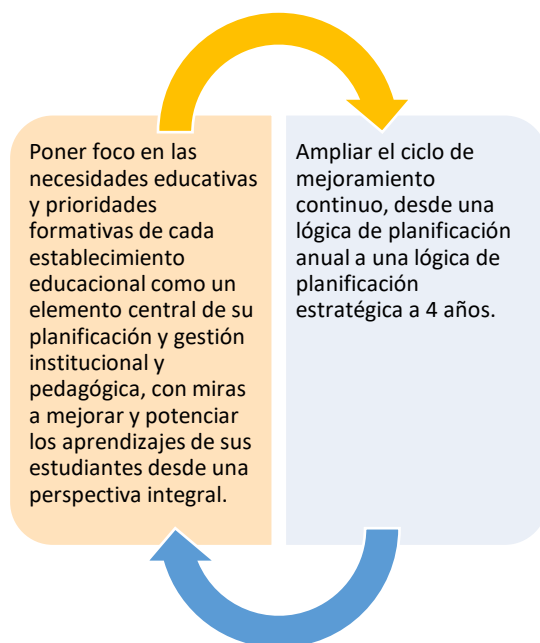 Poner foco en las
necesidades educativas
y prioridades
formativas de cada
establecimiento
educacional como un
elemento central de su
planificación y gestión
institucional y
pedagógica, con miras
a mejorar y potenciar
los aprendizajes de sus
estudiantes desde una
perspectiva integral.
Ampliar el ciclo de
mejoramiento
continuo, desde una
lógica de planificación
anual a una lógica de
planificación
estratégica a 4 años.